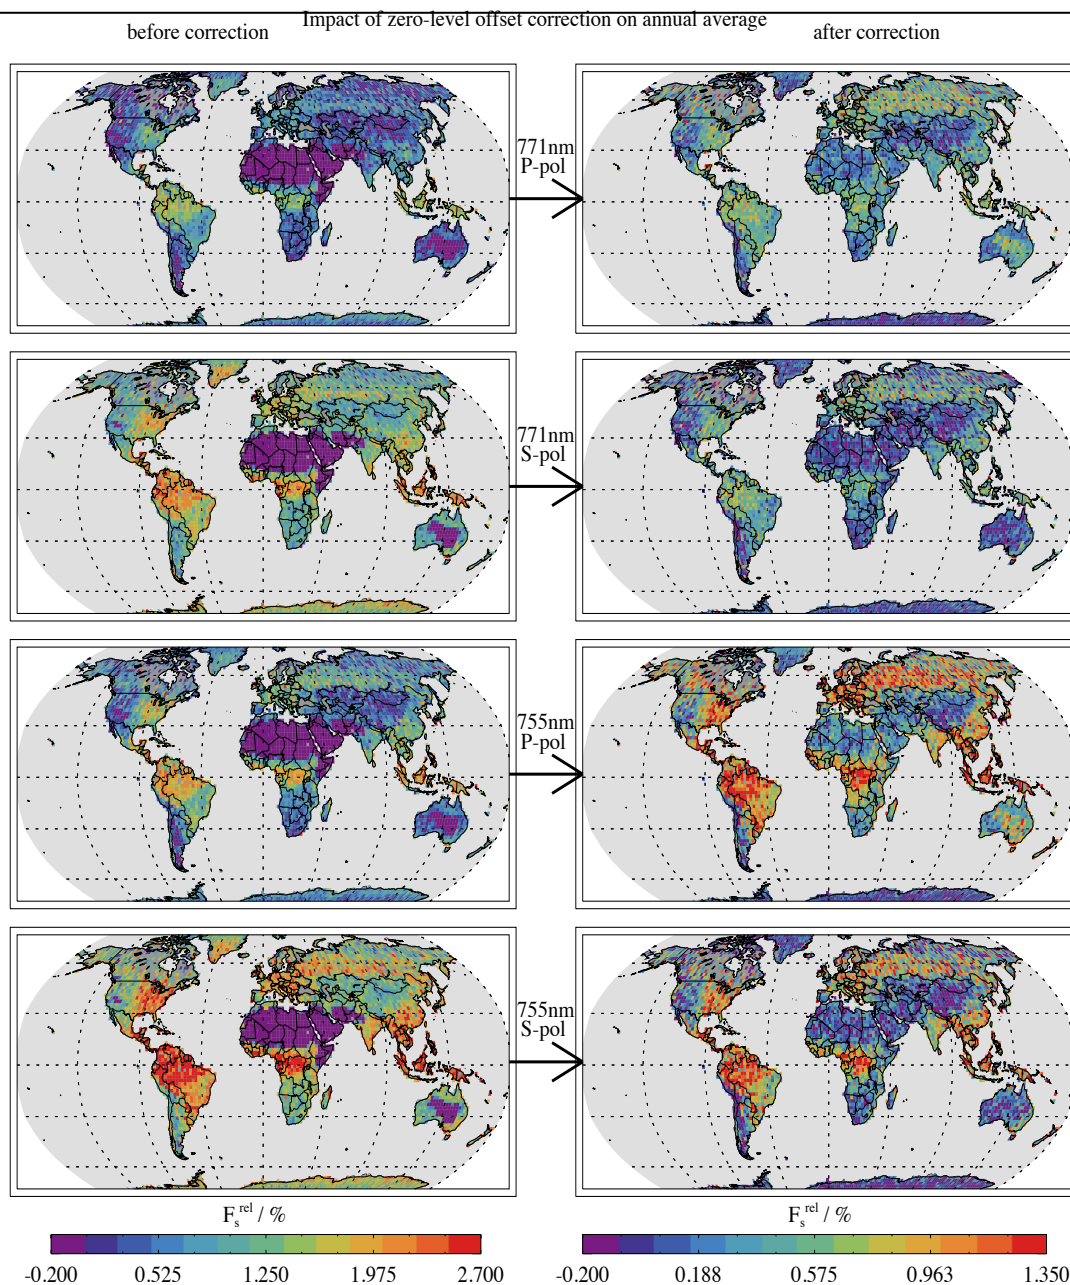 Impact of zero-level offset correction on annual average
before correction
after correction
771nm
P-pol
771nm
S-pol
755nm
P-pol
755nm
S-pol
F_s^rel / %
F_s^rel / %
-0.200 0.525 1.250 1.975 2.700
-0.200 0.188 0.575 0.963 1.350